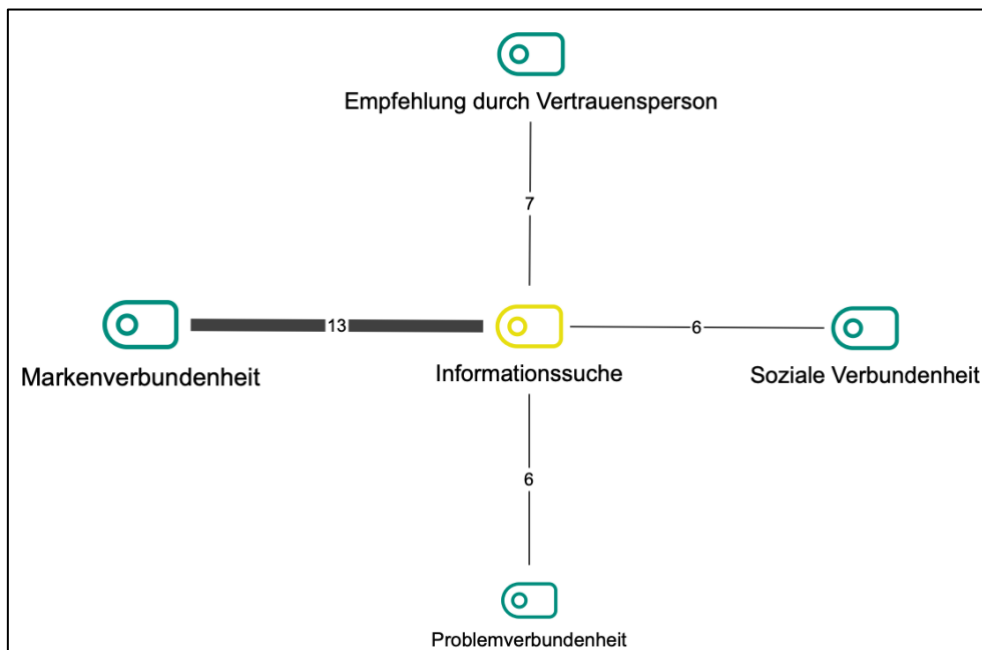 Empfehlung durch Vertrauensperson
7
13
6
Markenverbundenheit
Informationssuche
Soziale Verbundenheit
6
Problemverbundenheit